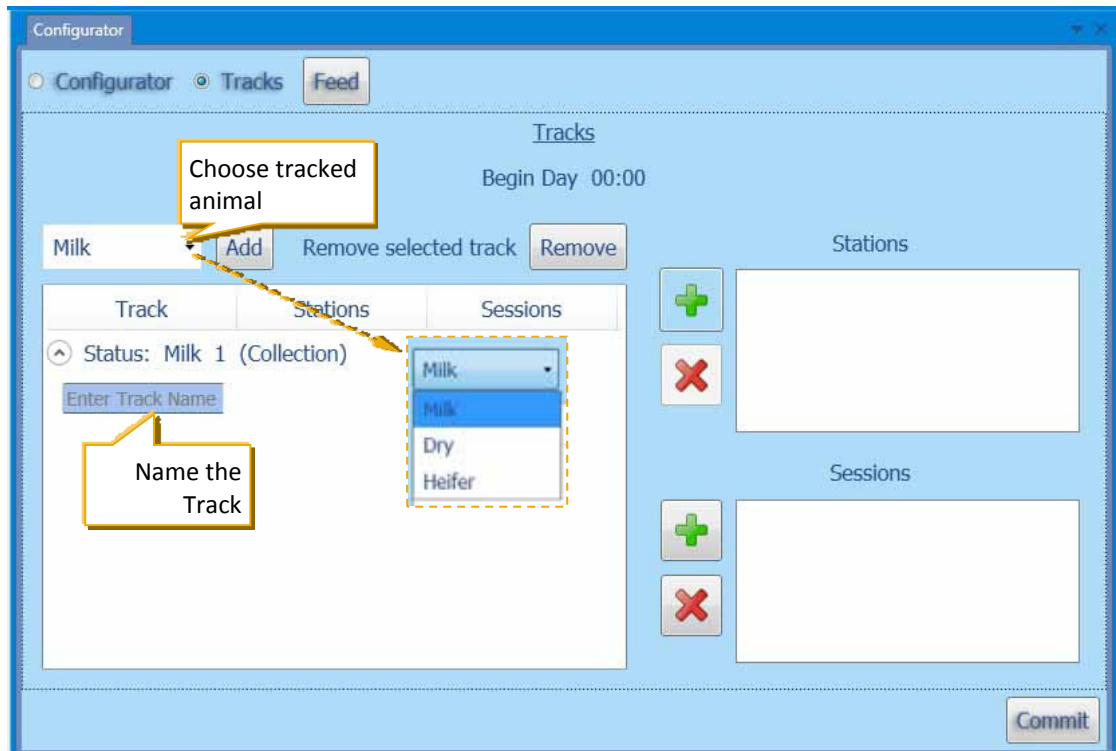 Configurator
Configurator Tracks Feed
Tracks
Choose tracked
animal
Begin Day 00:00
Milk Add Remove selected track Remove
Stations
Track Stations Sessions
Status: Milk 1 (Collection)
Milk
Milk
Dry
Heifer
Enter Track Name
Name the
Track
Sessions
Commit